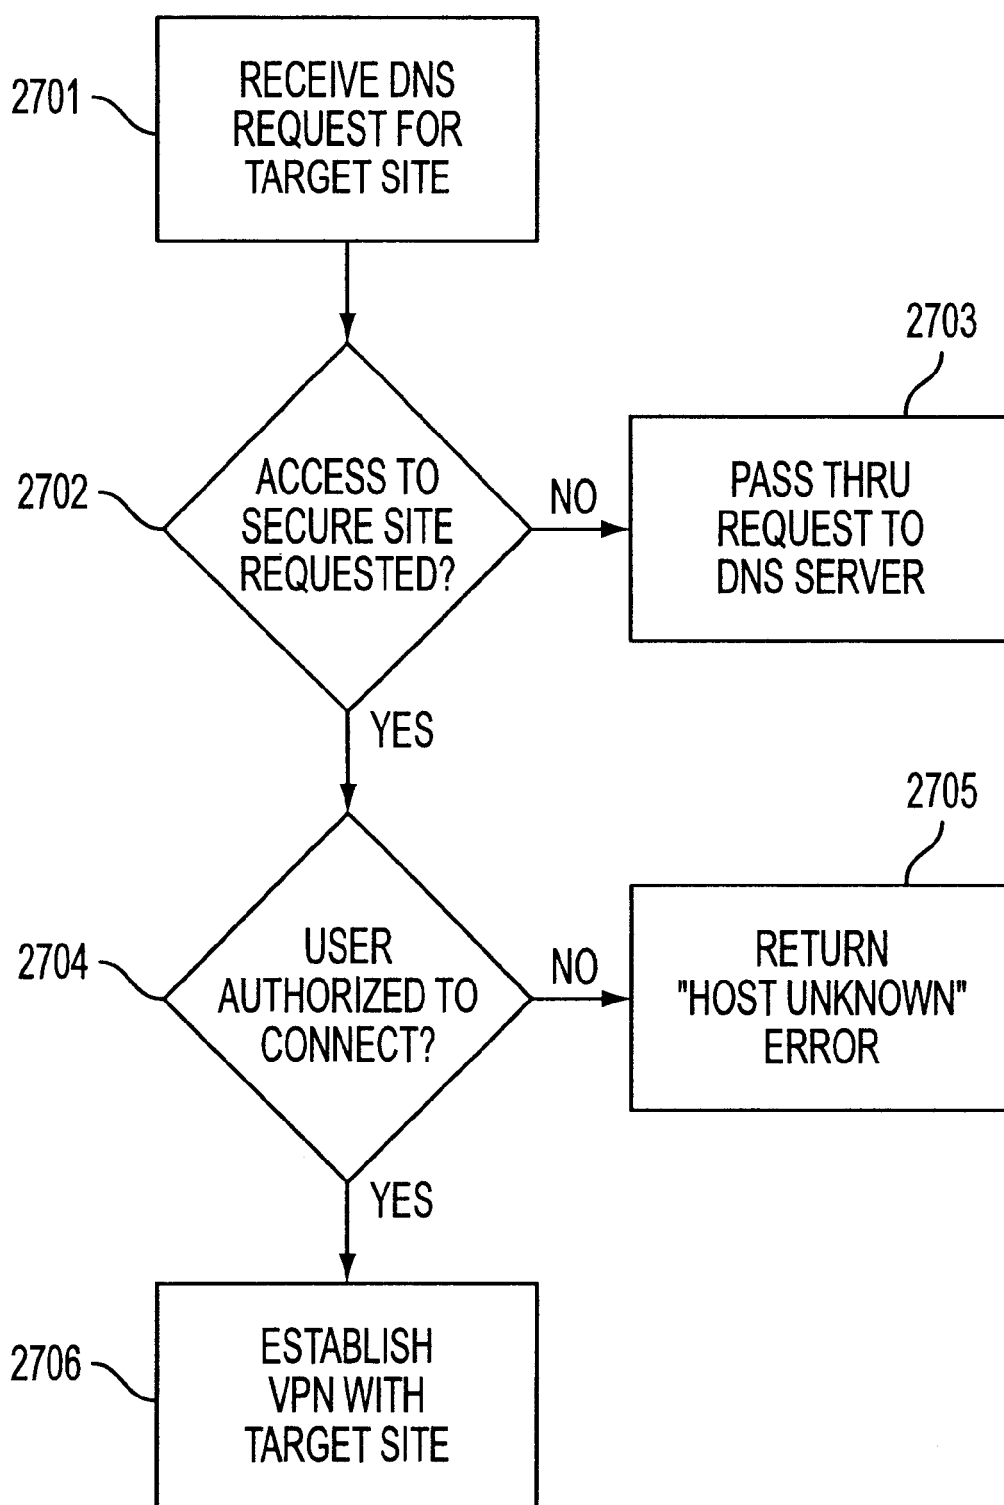 2701
RECEIVE DNS
REQUEST FOR
TARGET SITE
2702
ACCESS TO
SECURE SITE
REQUESTED?
NO
2703
PASS THRU
REQUEST TO
DNS SERVER
YES
2704
USER
AUTHORIZED TO
CONNECT?
NO
2705
RETURN
"HOST UNKNOWN"
ERROR
YES
2706
ESTABLISH
VPN WITH
TARGET SITE